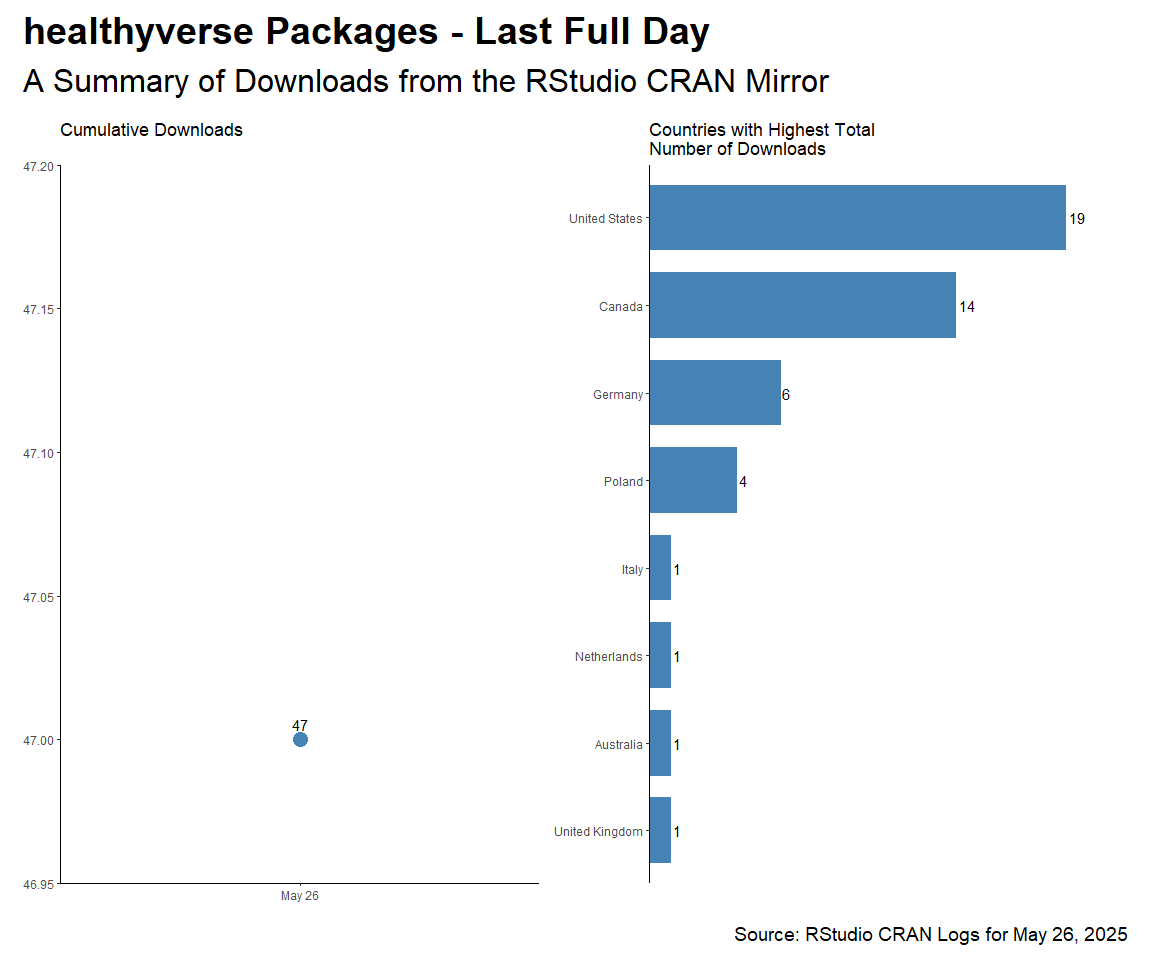 healthyverse Packages - Last Full Day
A Summary of Downloads from the RStudio CRAN Mirror
Cumulative Downloads
47.20
47.15
47.10
47.05
47.00
46.95
47
May 26
Countries with Highest Total
Number of Downloads
United States 19
Canada 14
Germany 6
Poland 4
Italy 1
Netherlands 1
Australia 1
United Kingdom 1
Source: RStudio CRAN Logs for May 26, 2025